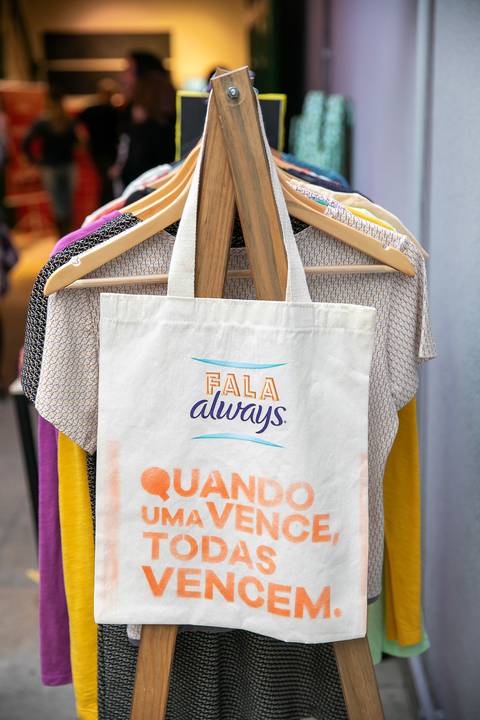 FALA
always
QUANDO
UMA VENCE,
TODAS
VENCEM.